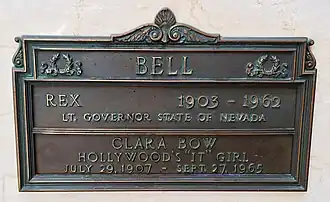 BELL
REX 1903 - 1962
LT. GOVERNOR STATE OF NEVADA
CLARA BOW
HOLLYWOOD'S "IT" GIRL
JULY 29, 1907 - SEPT. 27, 1965